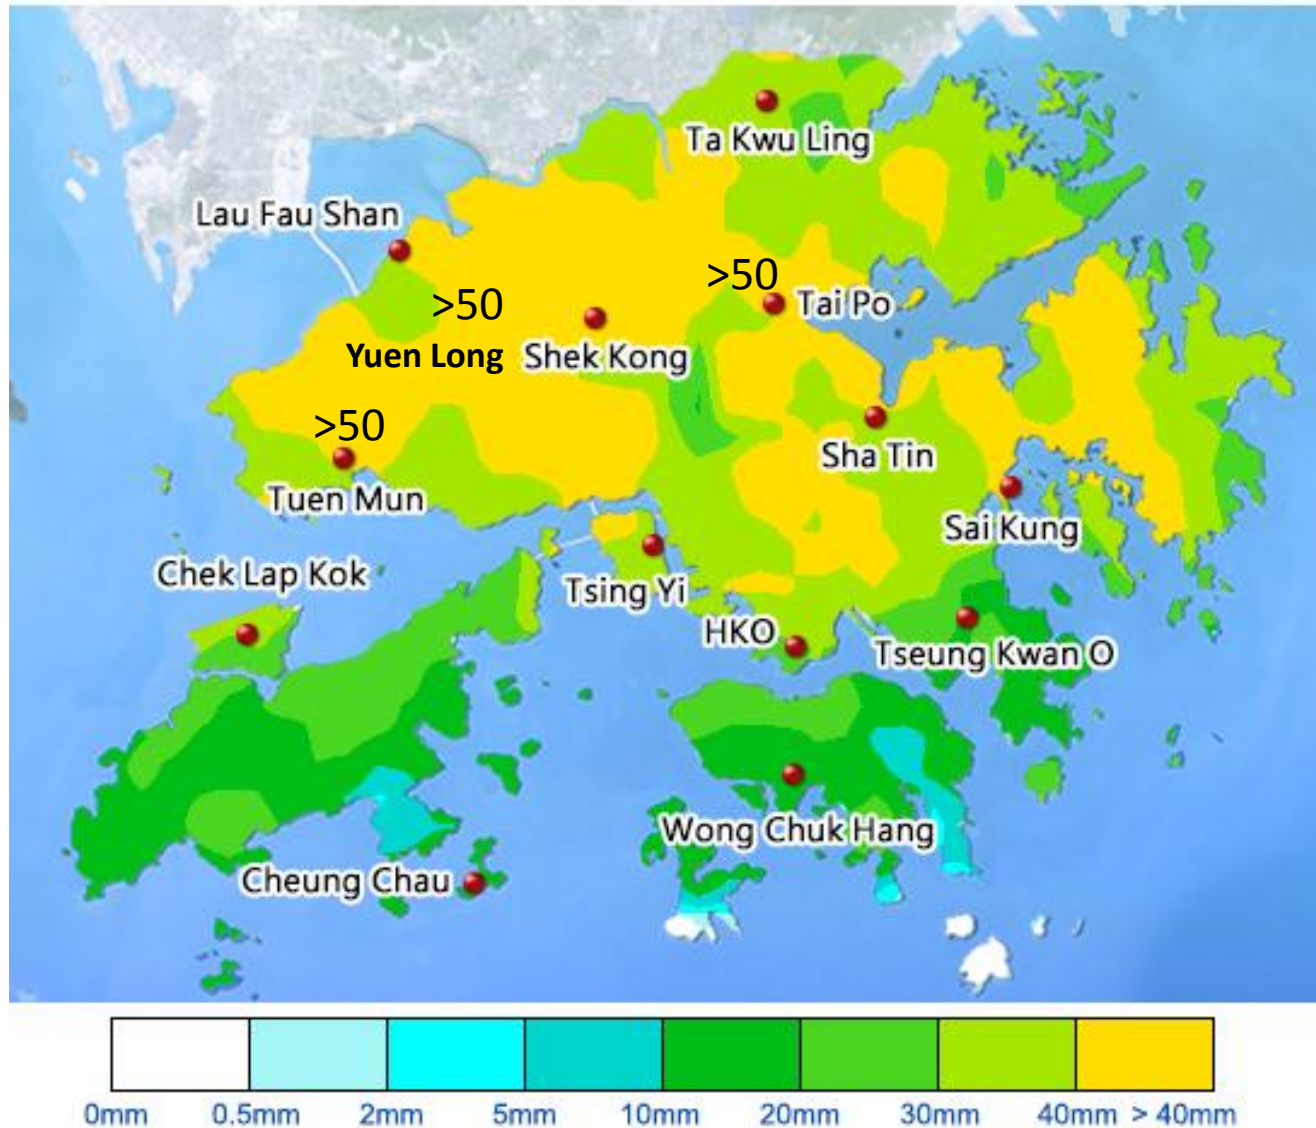 Ta Kwu Ling
Lau Fau Shan
>50
>50
Tai Po
Yuen Long
Shek Kong
>50
Sha Tin
Tuen Mun
Sai Kung
Chek Lap Kok
Tsing Yi
HKO
Tseung Kwan O
Wong Chuk Hang
Cheung Chau
0mm 0.5mm 2mm 5mm 10mm 20mm 30mm 40mm > 40mm